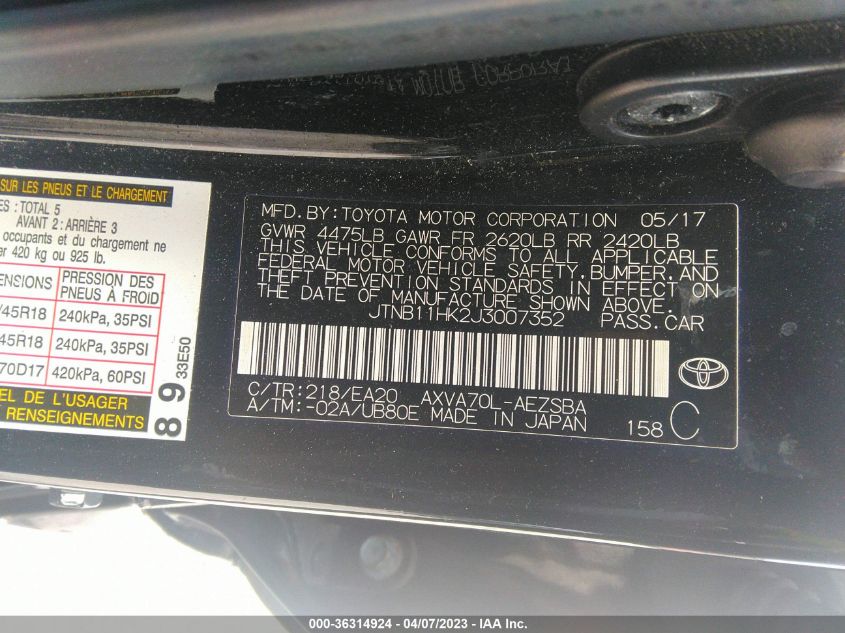 SUR LES PNEUS ET LE CHARGEMENT
ES : TOTAL 5
AVANT 2 : ARRIÈRE 3
occupants et du chargement ne
er 420 kg ou 925 lb.
ENSIONS PRESSION DES PNEUS À FROID
/45R18 240kPa, 35PSI
45R18 240kPa, 35PSI
70D17 420kPa, 60PSI
EL DE L'USAGER
RENSEIGNEMENTS
89
33E50
MFD.BY:TOYOTA MOTOR CORPORATION 05/17
GVWR 4475LB GAWR FR 2620LB RR 2420LB
THIS VEHICLE CONFORMS TO ALL APPLICABLE
FEDERAL MOTOR VEHICLE SAFETY,BUMPER,AND
THEFT PREVENTION STANDARDS IN EFFECT ON
THE DATE OF MANUFACTURE SHOWN ABOVE.
JTNB11HK2J3007352 PASS.CAR
C/TR:218/EA20 AXVA70L-AEZSBA
A/TM:-02A/UB80E MADE IN JAPAN 158 C
000-36314924 - 04/07/2023 - IAA Inc.